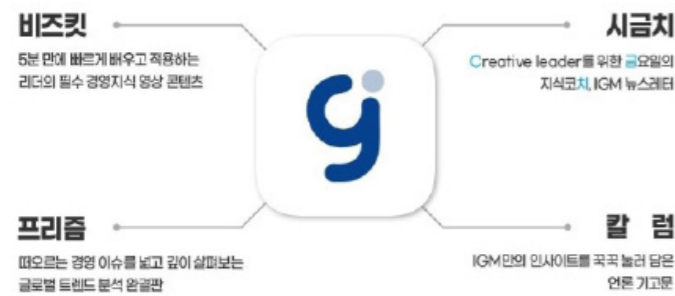 비즈킷
5분 만에 빠르게 배우고 적용하는
리더의 필수 경영지식 영상 콘텐츠
시금치
Creative leader를 위한 금요일의
지식코치, IGM 뉴스레터
프리즘
떠오르는 경영 이슈를 넓고 깊이 살펴보는
글로벌 트렌드 분석 완결판
칼 럼
IGM만의 인사이트를 꾹꾹 눌러 담은
언론 기고문